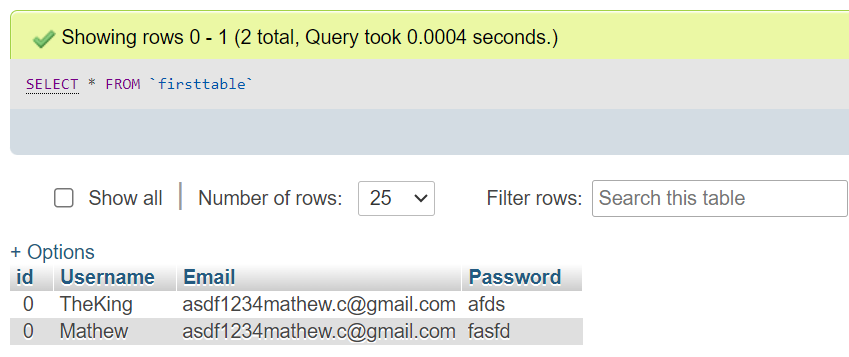 Showing rows 0 - 1 (2 total, Query took 0.0004 seconds.)
SELECT * FROM `firsttable`
Show all | Number of rows: 25 Filter rows: Search this table
+ Options
id Username Email Password
0 TheKing asdf1234mathew.c@gmail.com afds
0 Mathew asdf1234mathew.c@gmail.com fasfd